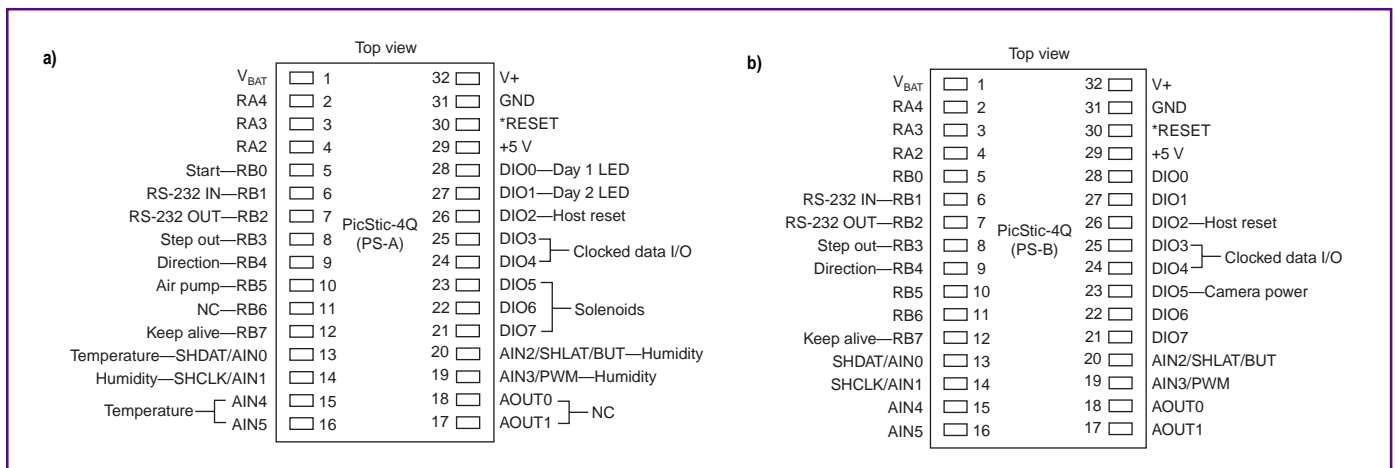 a)
Top view
V_BAT 1 32 V+
RA4 2 31 GND
RA3 3 30 *RESET
RA2 4 29 +5 V
Start—RB0 5 28 DIO0—Day 1 LED
RS-232 IN—RB1 6 27 DIO1—Day 2 LED
RS-232 OUT—RB2 7 26 DIO2—Host reset
PicStic-4Q
(PS-A)
Step out—RB3 8 25 DIO3
Direction—RB4 9 24 DIO4
Clocked data I/O
Air pump—RB5 10 23 DIO5
NC—RB6 11 22 DIO6
Solenoids
Keep alive—RB7 12 21 DIO7
Temperature—SHDAT/AIN0 13 20 AIN2/SHLAT/BUT—Humidity
Humidity—SHCLK/AIN1 14 19 AIN3/PWM—Humidity
Temperature
AIN4 15 18 AOUT0
AIN5 16 17 AOUT1
NC
b)
Top view
V_BAT 1 32 V+
RA4 2 31 GND
RA3 3 30 *RESET
RA2 4 29 +5 V
RB0 5 28 DIO0
RS-232 IN—RB1 6 27 DIO1
RS-232 OUT—RB2 7 26 DIO2—Host reset
PicStic-4Q
(PS-B)
Step out—RB3 8 25 DIO3
Direction—RB4 9 24 DIO4
Clocked data I/O
RB5 10 23 DIO5—Camera power
RB6 11 22 DIO6
Keep alive—RB7 12 21 DIO7
SHDAT/AIN0 13 20 AIN2/SHLAT/BUT
SHCLK/AIN1 14 19 AIN3/PWM
AIN4 15 18 AOUT0
AIN5 16 17 AOUT1